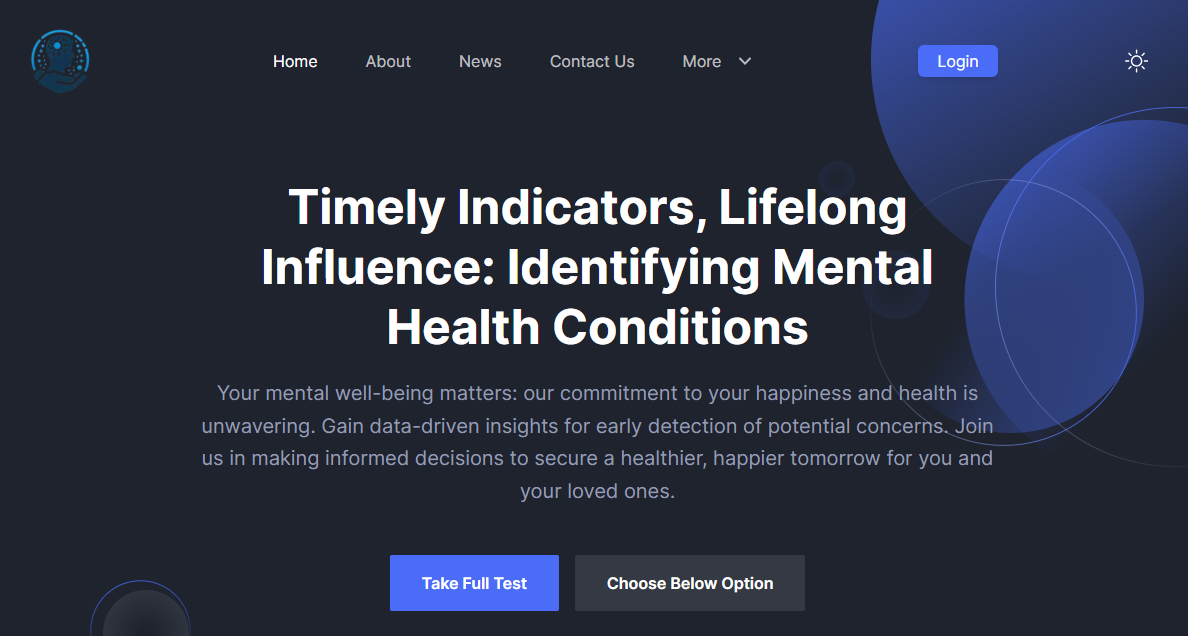 Home About News Contact Us More Login
Timely Indicators, Lifelong
Influence: Identifying Mental
Health Conditions
Your mental well-being matters: our commitment to your happiness and health is
unwavering. Gain data-driven insights for early detection of potential concerns. Join
us in making informed decisions to secure a healthier, happier tomorrow for you and
your loved ones.
Take Full Test Choose Below Option